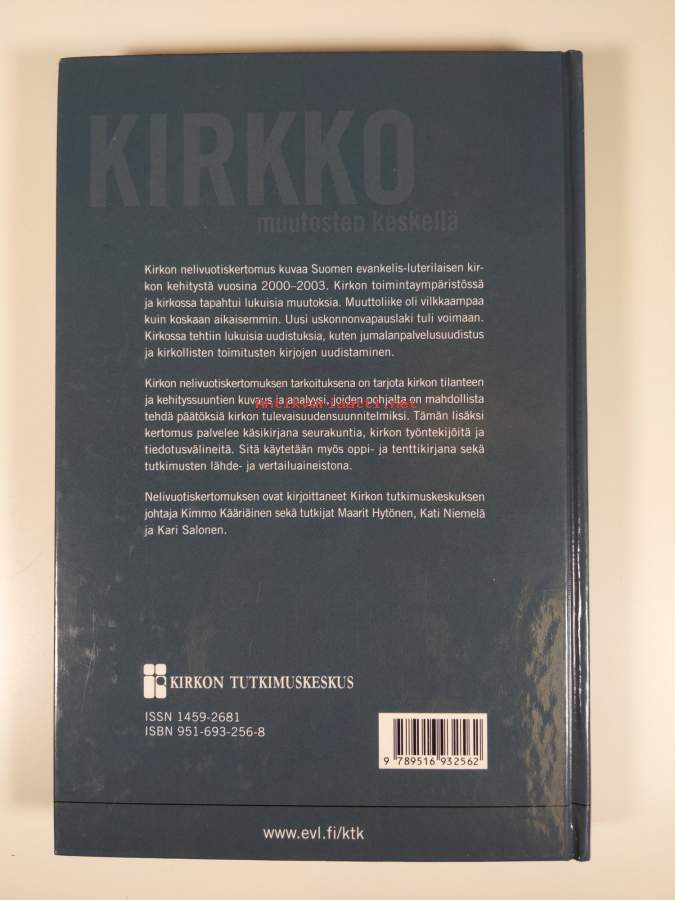 KIRKKO
muutosten keskellä
Kirkon nelivuotiskertomus kuvaa Suomen evankelis-luterilaisen kir-
kon kehitystä vuosina 2000–2003. Kirkon toimintaympäristössä
ja kirkossa tapahtui lukuisia muutoksia. Muuttoliike oli vilkkaampaa
kuin koskaan aikaisemmin. Uusi uskonnonvapauslaki tuli voimaan.
Kirkossa tehtiin lukuisia uudistuksia, kuten jumalanpalvelusuudistus
ja kirkollisten toimitusten kirjojen uudistaminen.
Kirkon nelivuotiskertomuksen tarkoituksena on tarjota kirkon tilanteen
ja kehityssuuntien kuvaus ja analyysi, joiden pohjalta on mahdollista
Antikvariaatti.net
tehdä päätöksiä kirkon tulevaisuudensuunnitelmiksi. Tämän lisäksi
kertomus palvelee käsikirjana seurakuntia, kirkon työntekijöitä ja
tiedotusvälineitä. Sitä käytetään myös oppi- ja tenttikirjana sekä
tutkimusten lähde- ja vertailuaineistona.
Nelivuotiskertomuksen ovat kirjoittaneet Kirkon tutkimuskeskuksen
johtaja Kimmo Kääriäinen sekä tutkijat Maarit Hytönen, Kati Niemelä
ja Kari Salonen.
KIRKON TUTKIMUSKESKUS
ISSN 1459-2681
ISBN 951-693-256-8
9 789516 932562
www.evl.fi/ktk